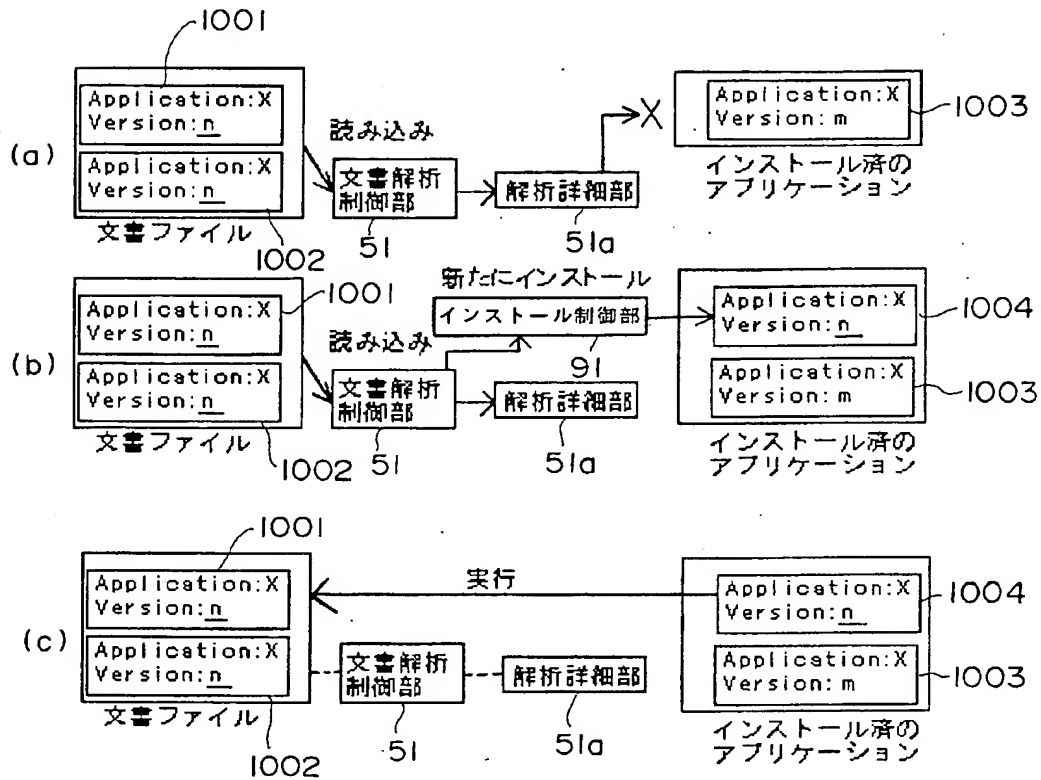 1001
Application:X
Version:n
Application:X
Version:n
文書ファイル
1002
(a)
読み込み
文書解析
制御部
51
解析詳細部
51a
X
Application:X
Version:m
1003
インストール済の
アプリケーション
1001
Application:X
Version:n
Application:X
Version:n
文書ファイル
1002
(b)
読み込み
文書解析
制御部
51
新たにインストール
インストール制御部
91
解析詳細部
51a
Application:X
Version:n
1004
Application:X
Version:m
1003
インストール済の
アプリケーション
1001
Application:X
Version:n
Application:X
Version:n
文書ファイル
1002
(c)
実行
文書解析
制御部
51
解析詳細部
51a
Application:X
Version:n
1004
Application:X
Version:m
1003
インストール済の
アプリケーション